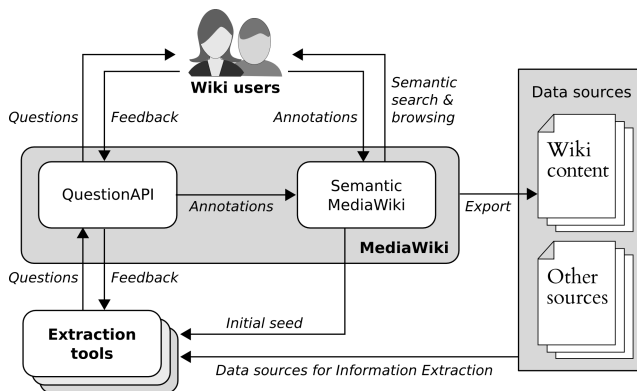 Wiki users
Questions
Feedback
Annotations
Semantic
search &
browsing
Data sources
Wiki
content
QuestionAPI
Annotations
Semantic
MediaWiki
Export
MediaWiki
Other
sources
Questions
Feedback
Initial seed
Extraction
tools
Data sources for Information Extraction